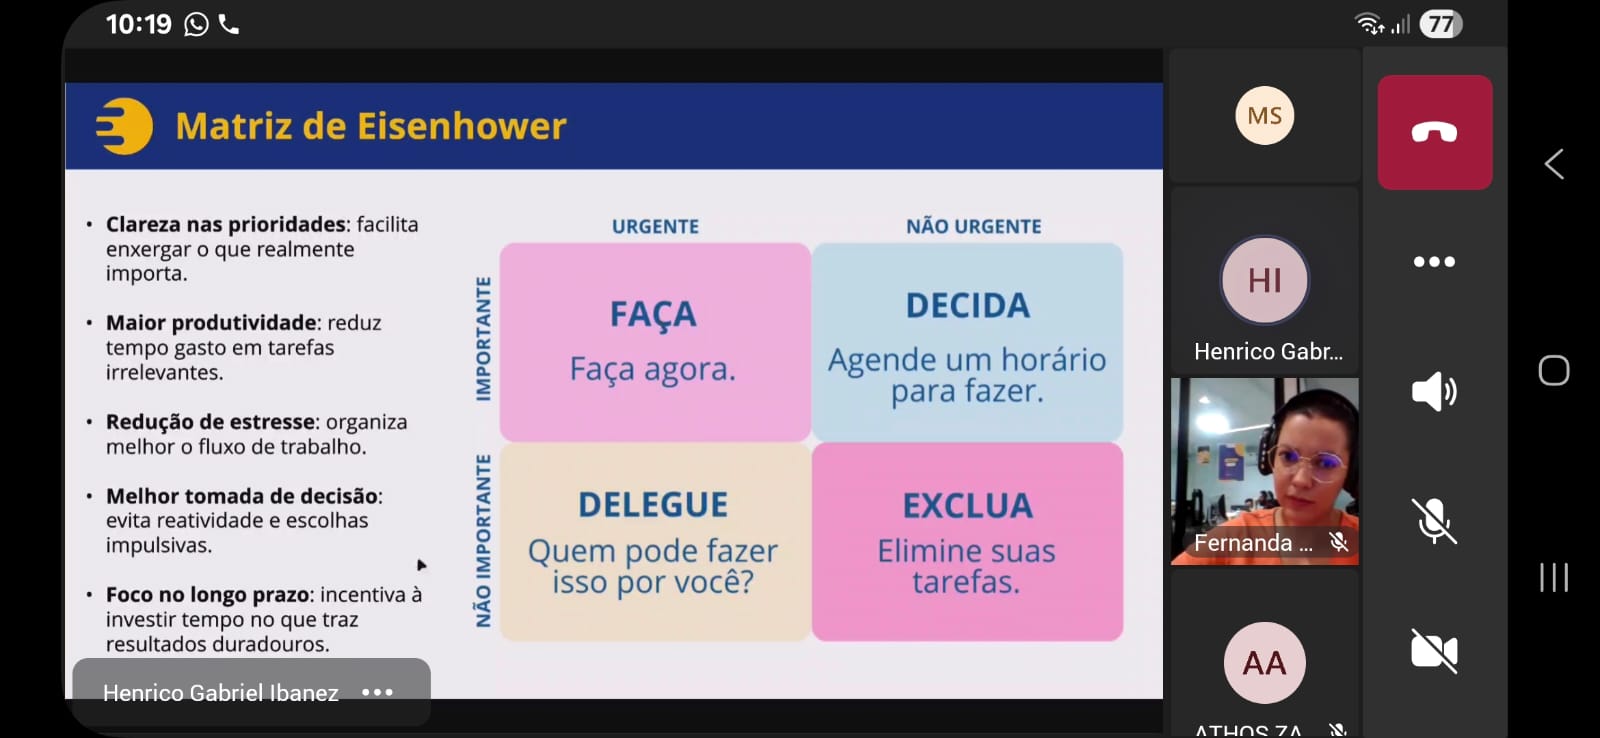 10:19
77
Matriz de Eisenhower
• Clareza nas prioridades: facilita
enxergar o que realmente
importa.
• Maior produtividade: reduz
tempo gasto em tarefas
irrelevantes.
• Redução de estresse: organiza
melhor o fluxo de trabalho.
• Melhor tomada de decisão:
evita reatividade e escolhas
impulsivas.
• Foco no longo prazo: incentiva à
investir tempo no que traz
resultados duradouros.
URGENTE
NÃO URGENTE
IMPORTANTE
FAÇA
Faça agora.
DECIDA
Agende um horário
para fazer.
NÃO IMPORTANTE
DELEGUE
Quem pode fazer
isso por você?
EXCLUA
Elimine suas
tarefas.
Henrico Gabriel Ibanez •••
MS
HI
Henrico Gabr...
Fernanda ...
AA
ATHOS ZA